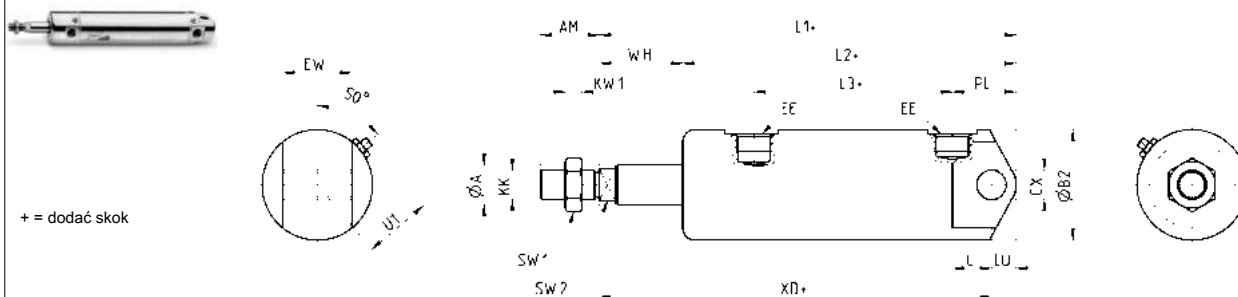 AM
L1+
WH
L2+
EW
KW1
L3+
PL
50°
EE
EE
ØA
KK
CX
ØB2
U1
+ = dodać skok
SW1
L
LU
SW2
XD+